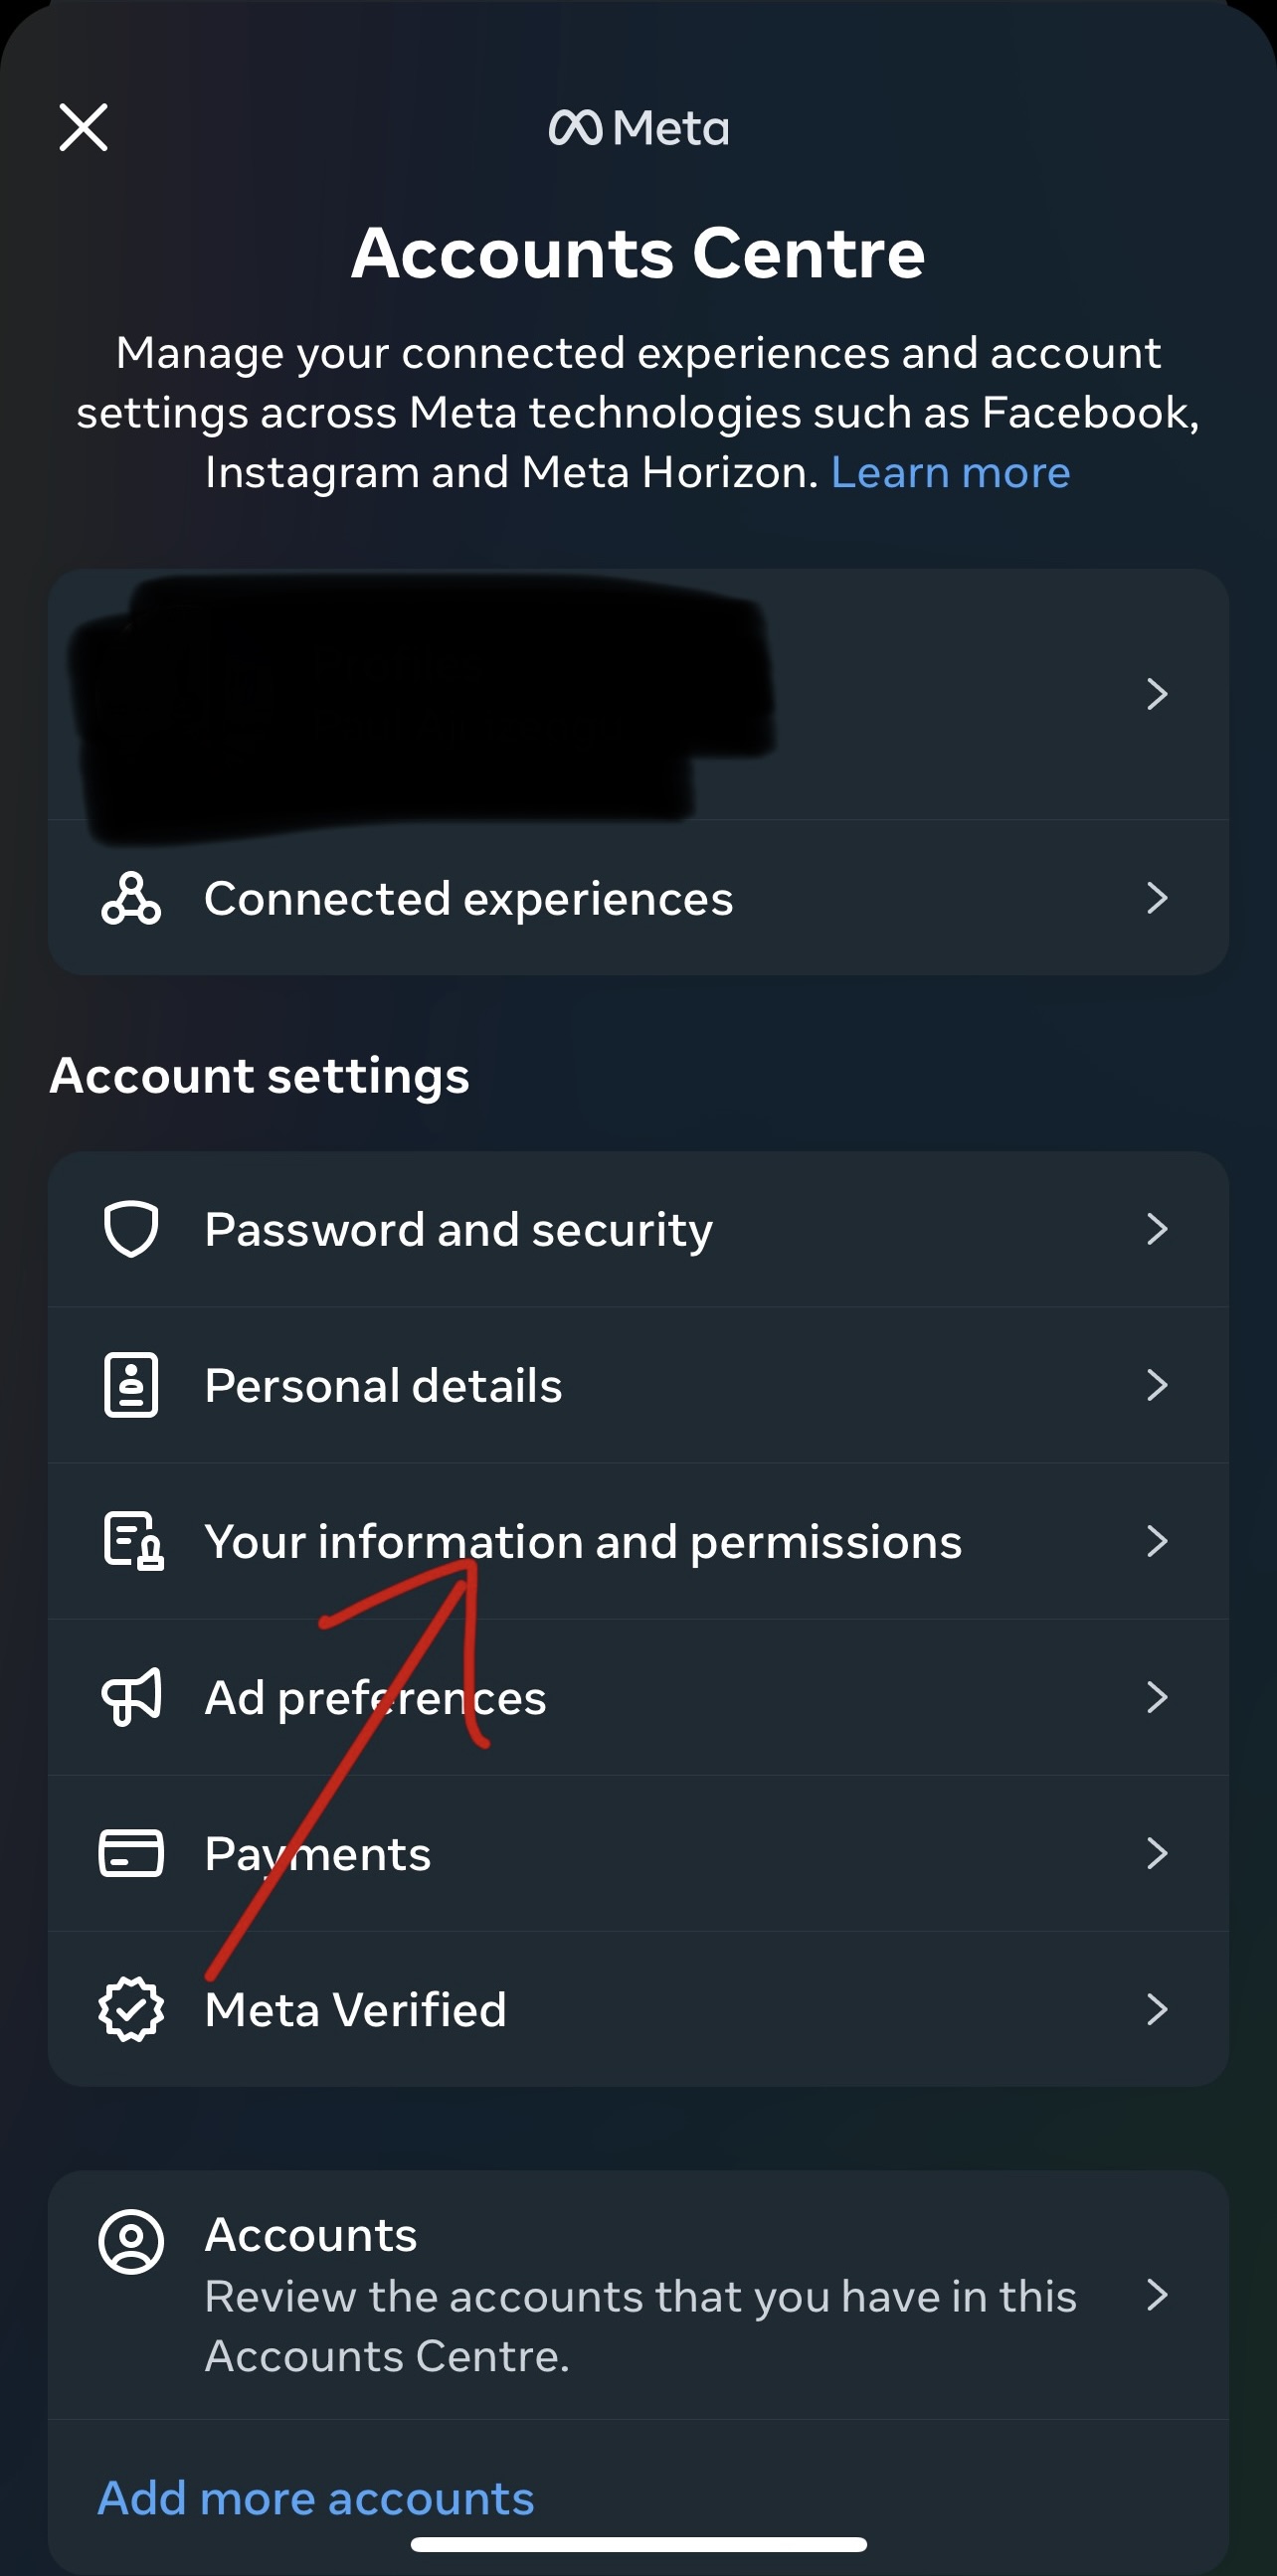 Meta
Accounts Centre
Manage your connected experiences and account
settings across Meta technologies such as Facebook,
Instagram and Meta Horizon. Learn more
Profiles
Connected experiences
Account settings
Password and security
Personal details
Your information and permissions
Ad preferences
Payments
Meta Verified
Accounts
Review the accounts that you have in this
Accounts Centre.
Add more accounts